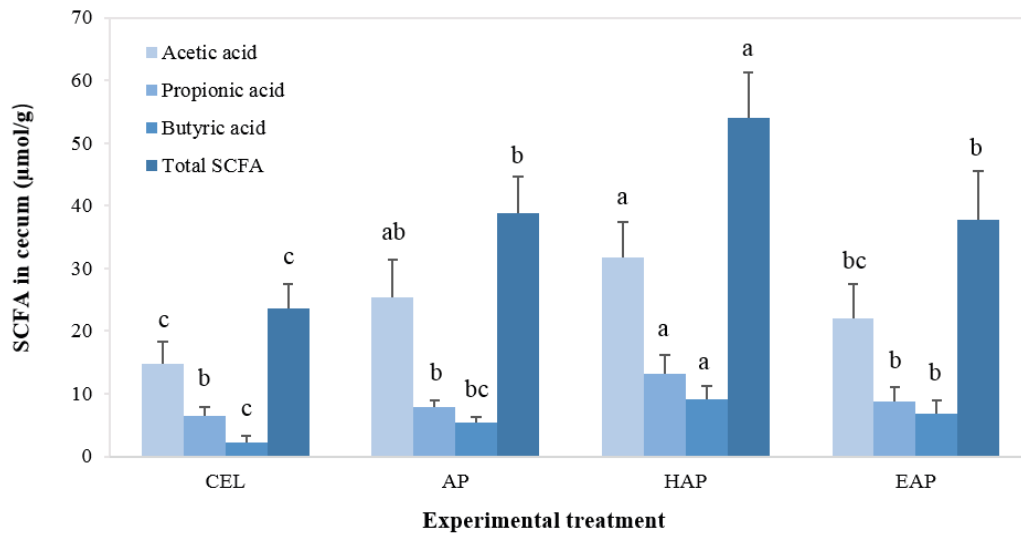 SCFA in cecum (μmol/g)
70
60
50
40
30
20
10
0
Acetic acid
Propionic acid
Butyric acid
Total SCFA
c
b
c
c
ab
b
bc
b
a
a
a
a
bc
b
b
b
CEL
AP
HAP
EAP
Experimental treatment